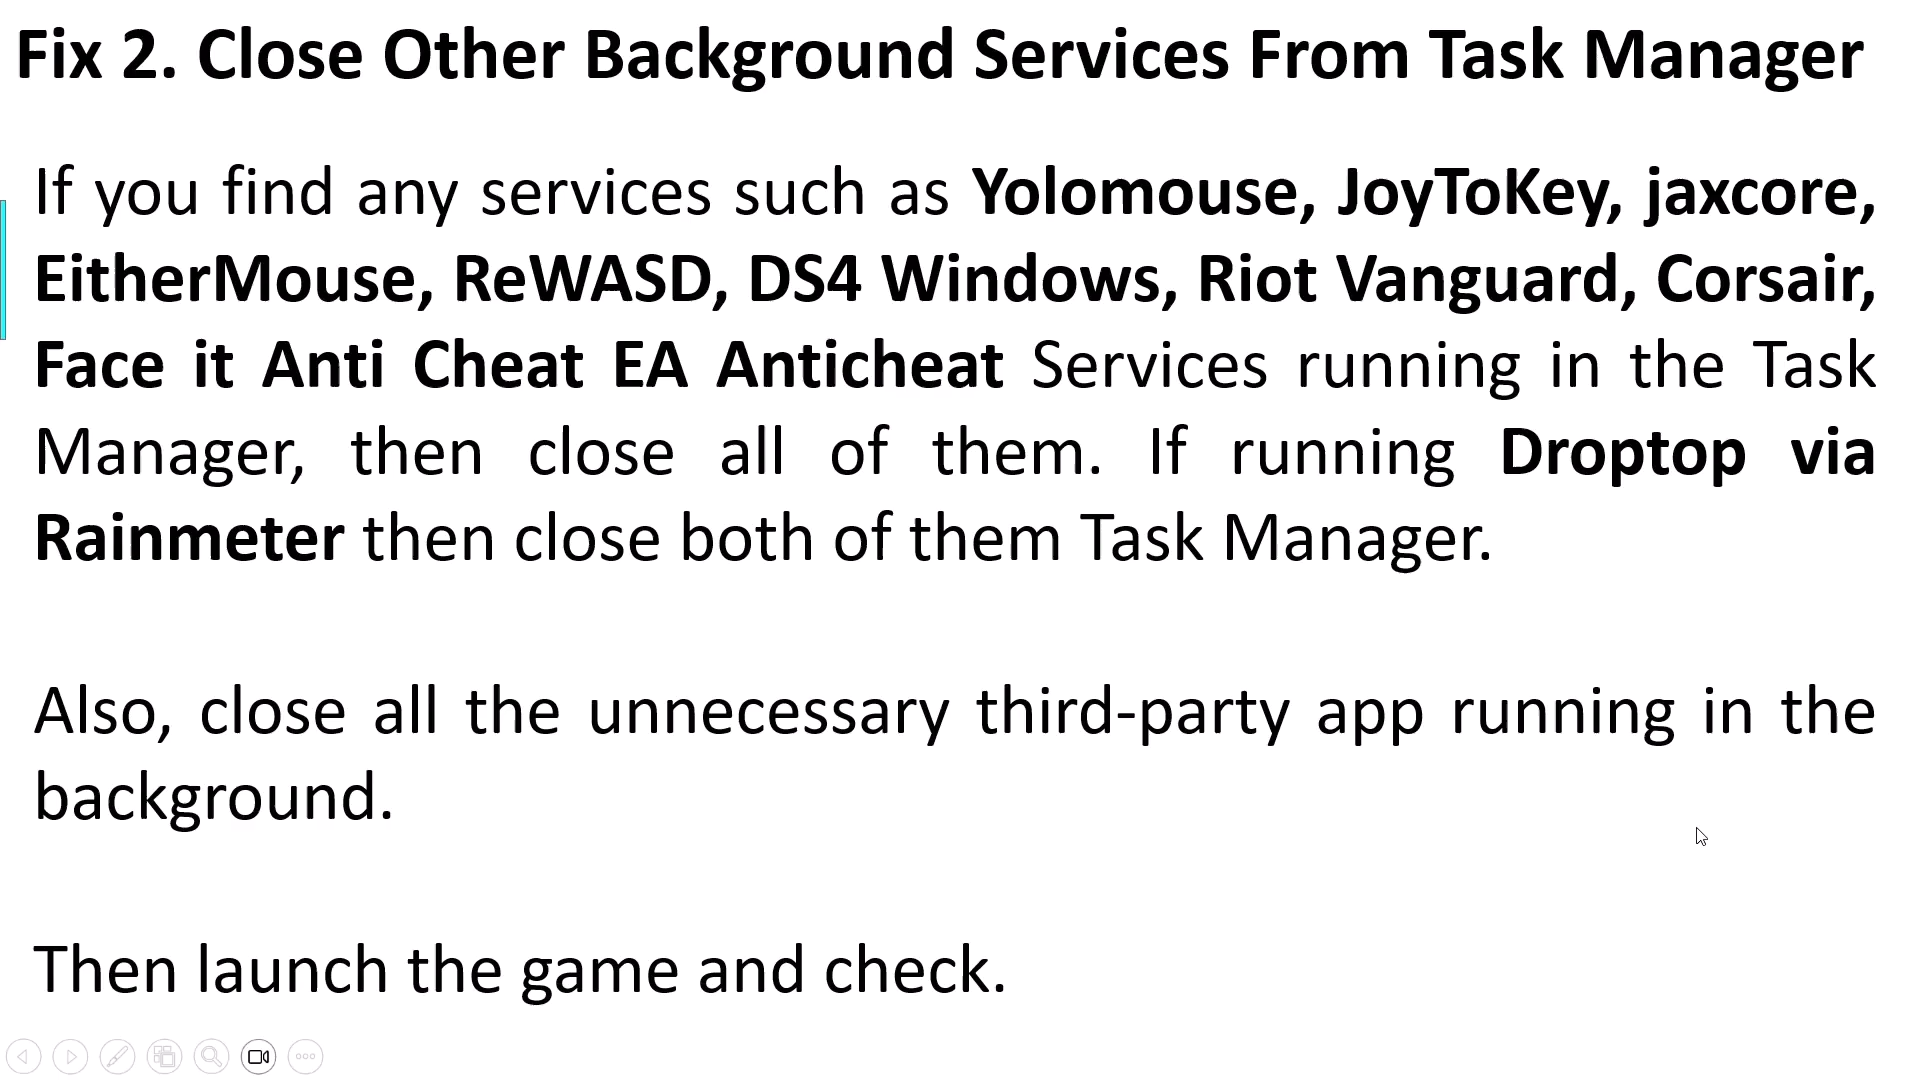 Fix 2. Close Other Background Services From Task Manager
If you find any services such as Yolomouse, JoyToKey, jaxcore,
EitherMouse, ReWASD, DS4 Windows, Riot Vanguard, Corsair,
Face it Anti Cheat EA Anticheat Services running in the Task
Manager, then close all of them. If running Droptop via
Rainmeter then close both of them Task Manager.
Also, close all the unnecessary third-party app running in the
background.
Then launch the game and check.